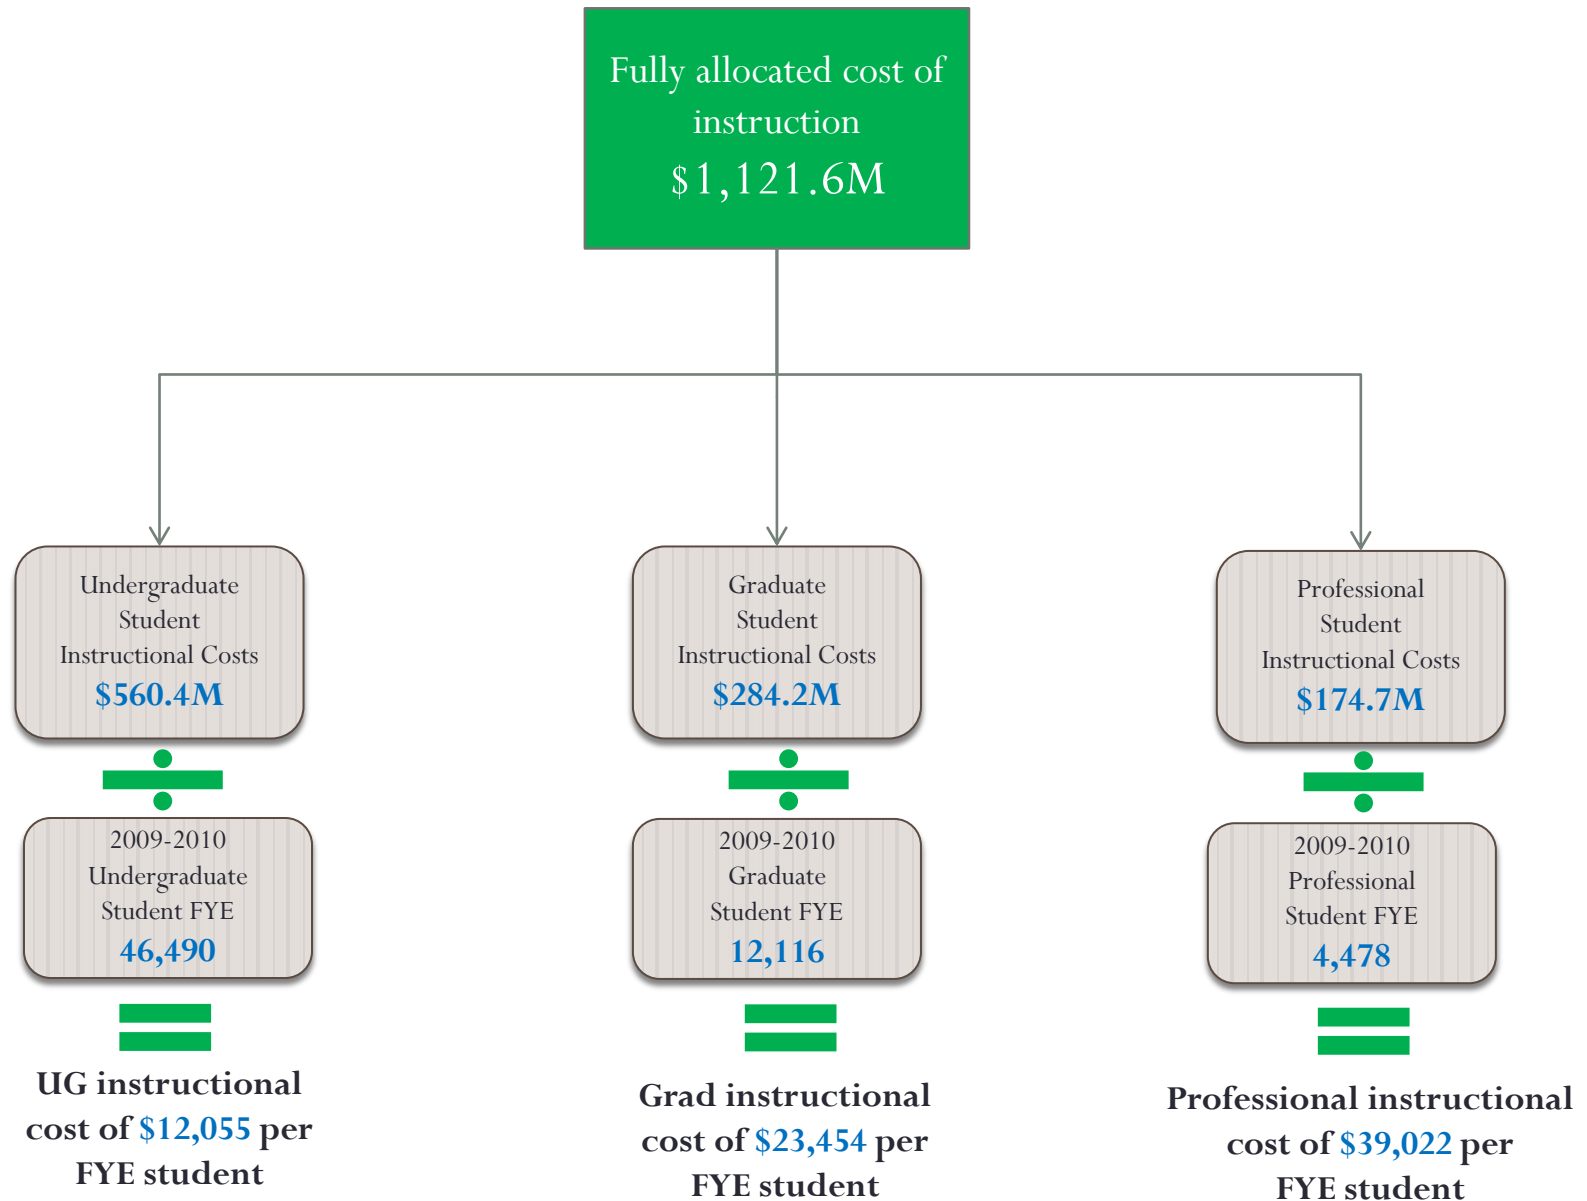 Fully allocated cost of
instruction
$1,121.6M
Undergraduate
Student
Instructional Costs
$560.4M
Graduate
Student
Instructional Costs
$284.2M
Professional
Student
Instructional Costs
$174.7M
2009-2010
Undergraduate
Student FYE
46,490
2009-2010
Graduate
Student FYE
12,116
2009-2010
Professional
Student FYE
4,478
UG instructional
cost of $12,055 per
FYE student
Grad instructional
cost of $23,454 per
FYE student
Professional instructional
cost of $39,022 per
FYE student